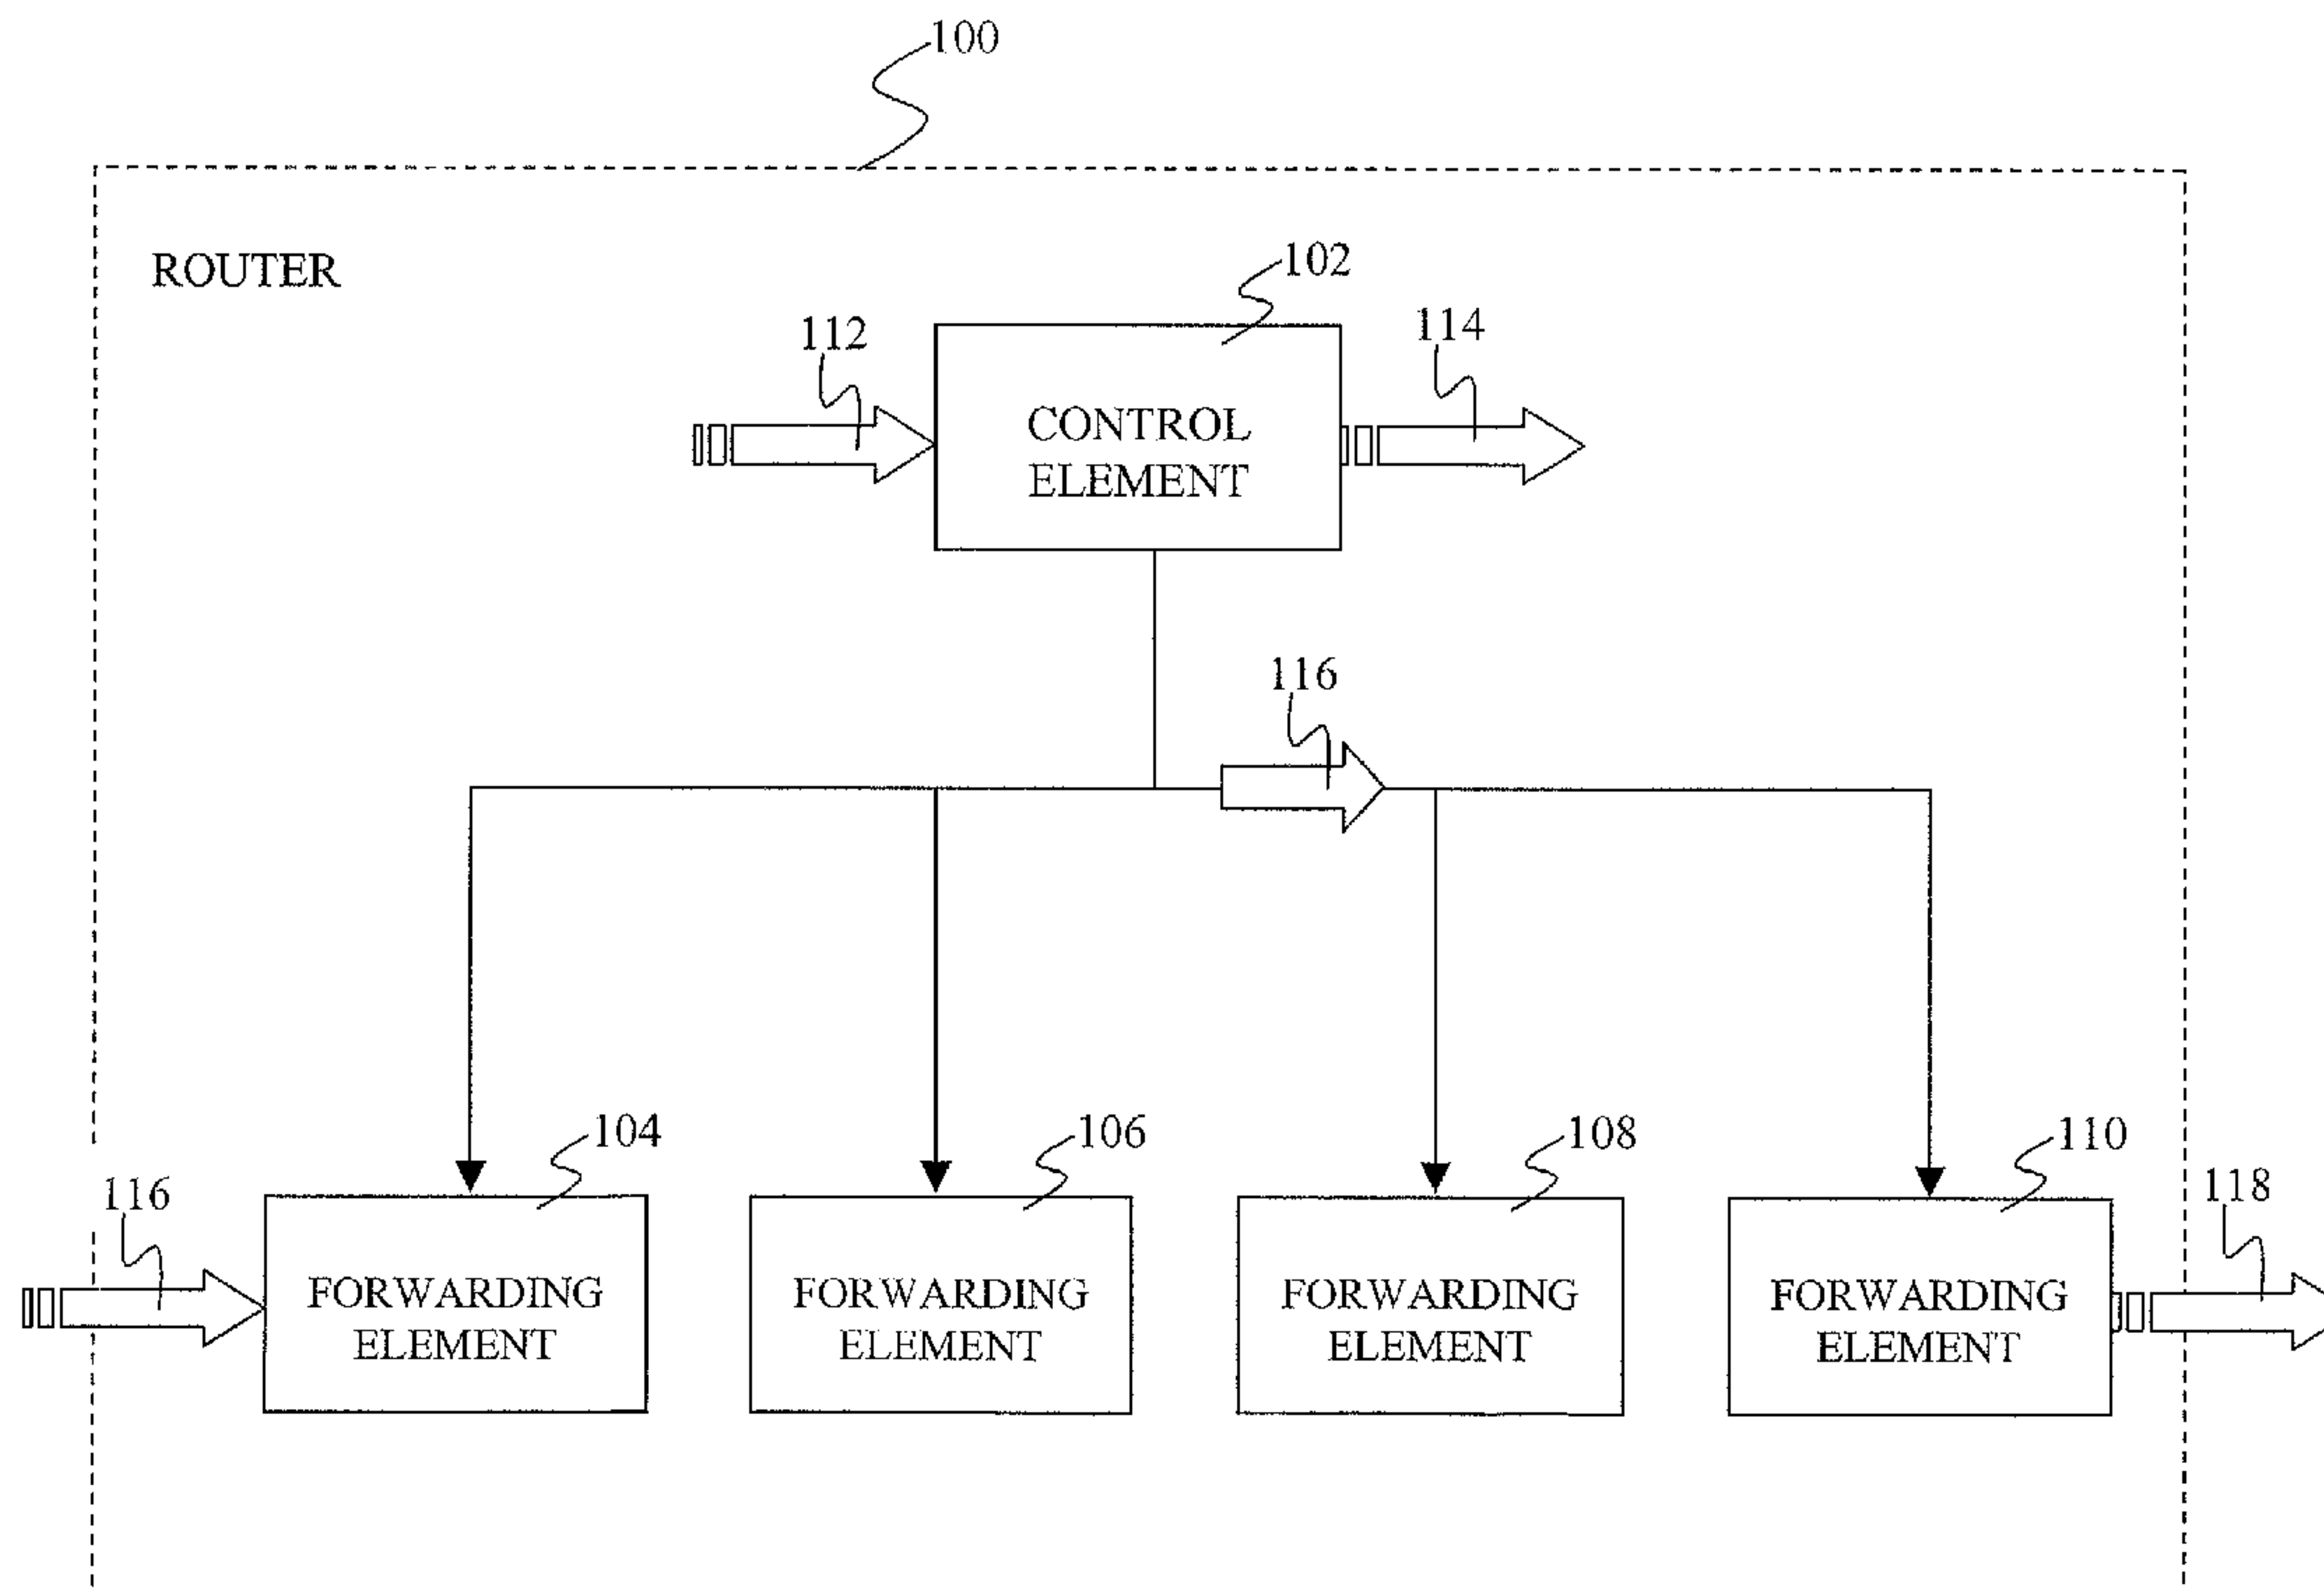 100
ROUTER
102
112
114
CONTROL
ELEMENT
116
104
106
108
110
116
118
FORWARDING
ELEMENT
FORWARDING
ELEMENT
FORWARDING
ELEMENT
FORWARDING
ELEMENT